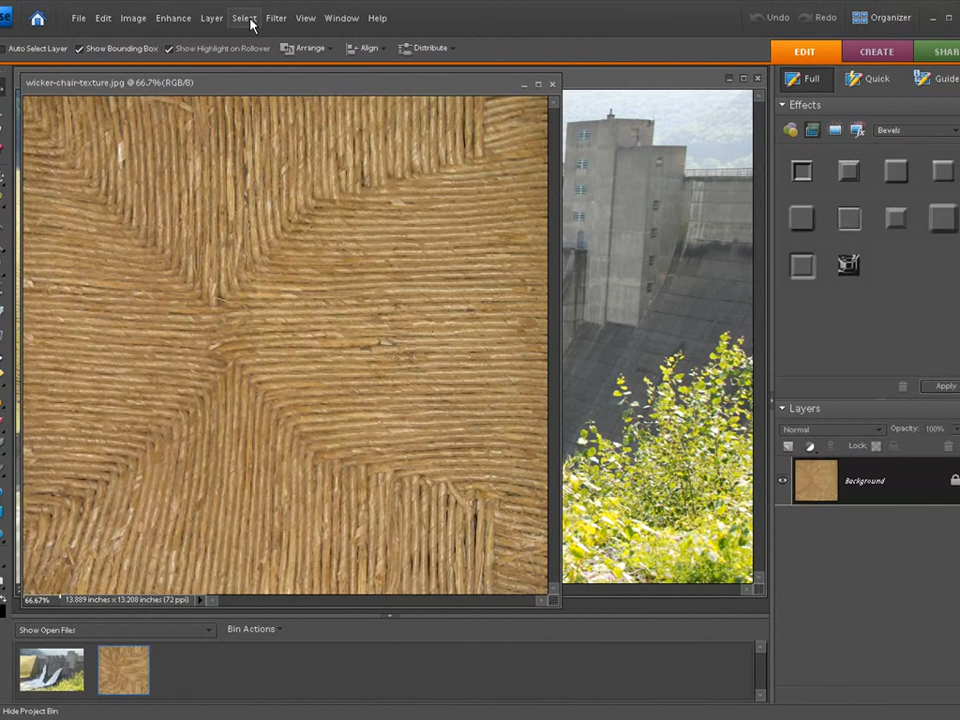 File Edit Image Enhance Layer Select Filter View Window Help Undo Redo Organizer
Auto Select Layer Show Bounding Box Show Highlight on Rollover Arrange Align Distribute
EDIT CREATE SHAR
wicker-chair-texture.jpg @ 66.7%(RGB/8)
Full Quick Guide
Effects
Bevels
Apply
Layers
Normal Opacity: 100%
Lock:
Background
66.67% 13.889 inches x 13.208 inches (72 ppi)
Show Open Files Bin Actions
Hide Project Bin